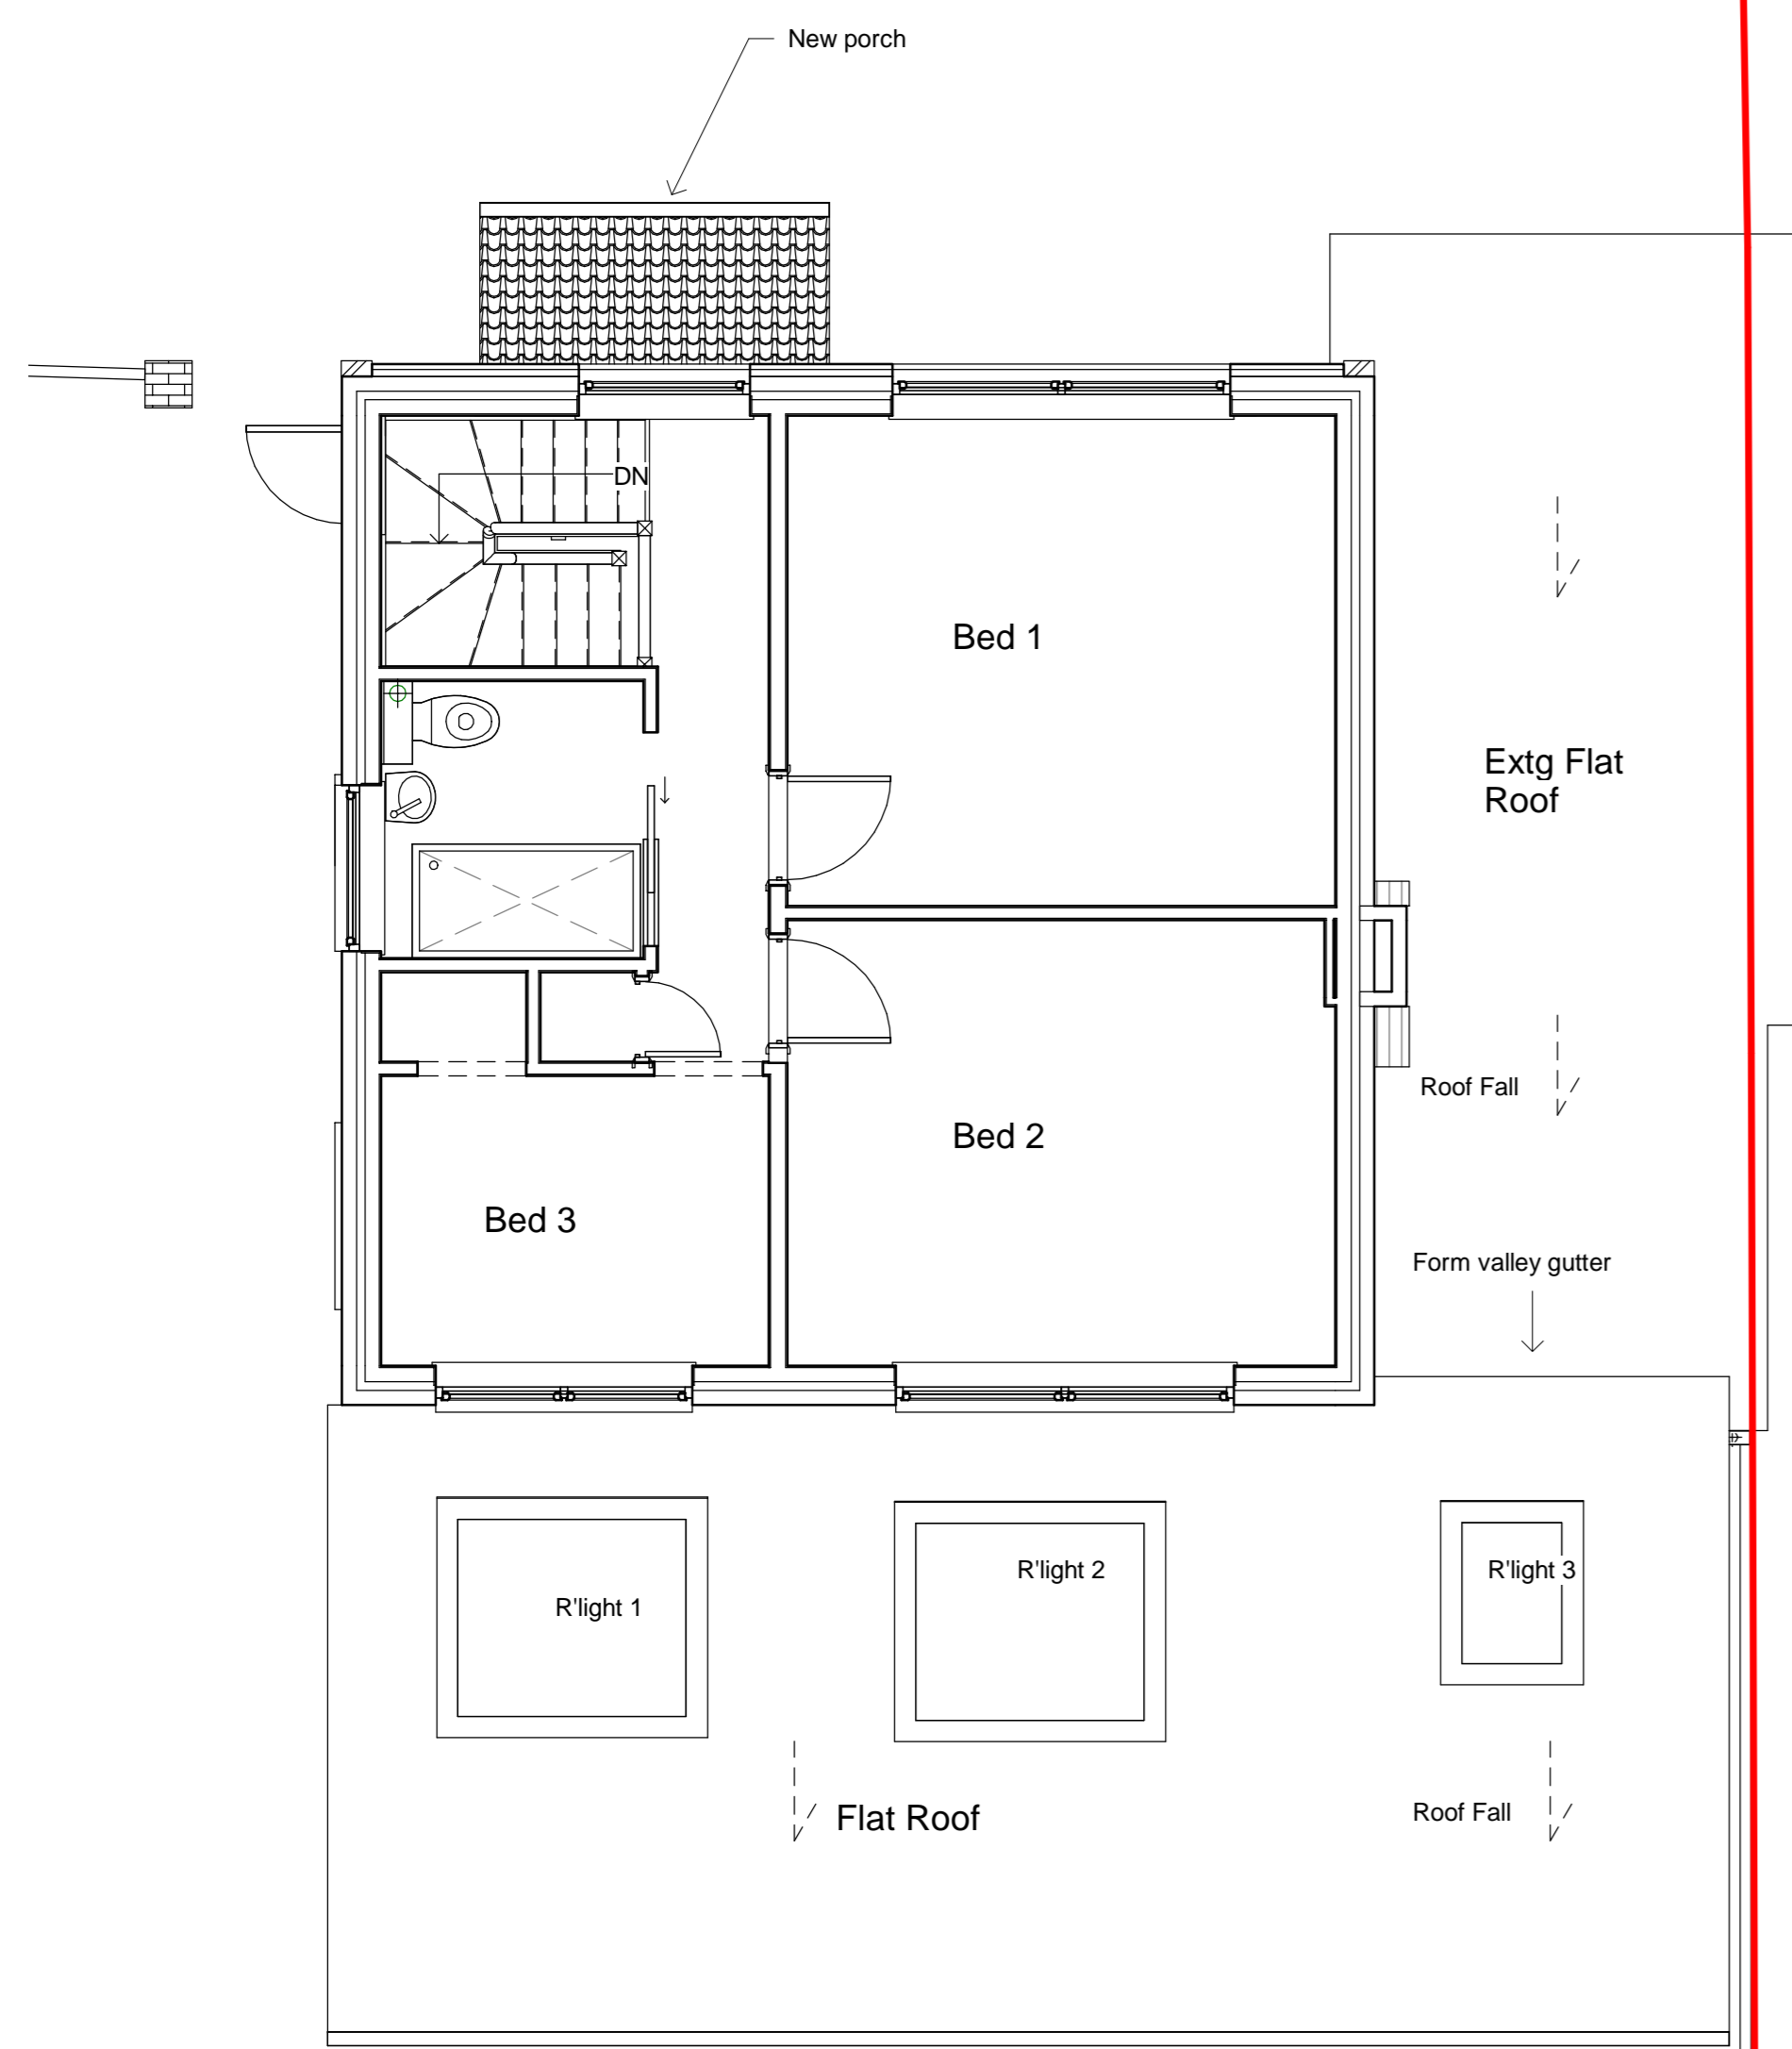 New porch
DN
Bed 1
Extg Flat
Roof
Roof Fall
Bed 2
Bed 3
Form valley gutter
R'light 1
R'light 2
R'light 3
Flat Roof
Roof Fall